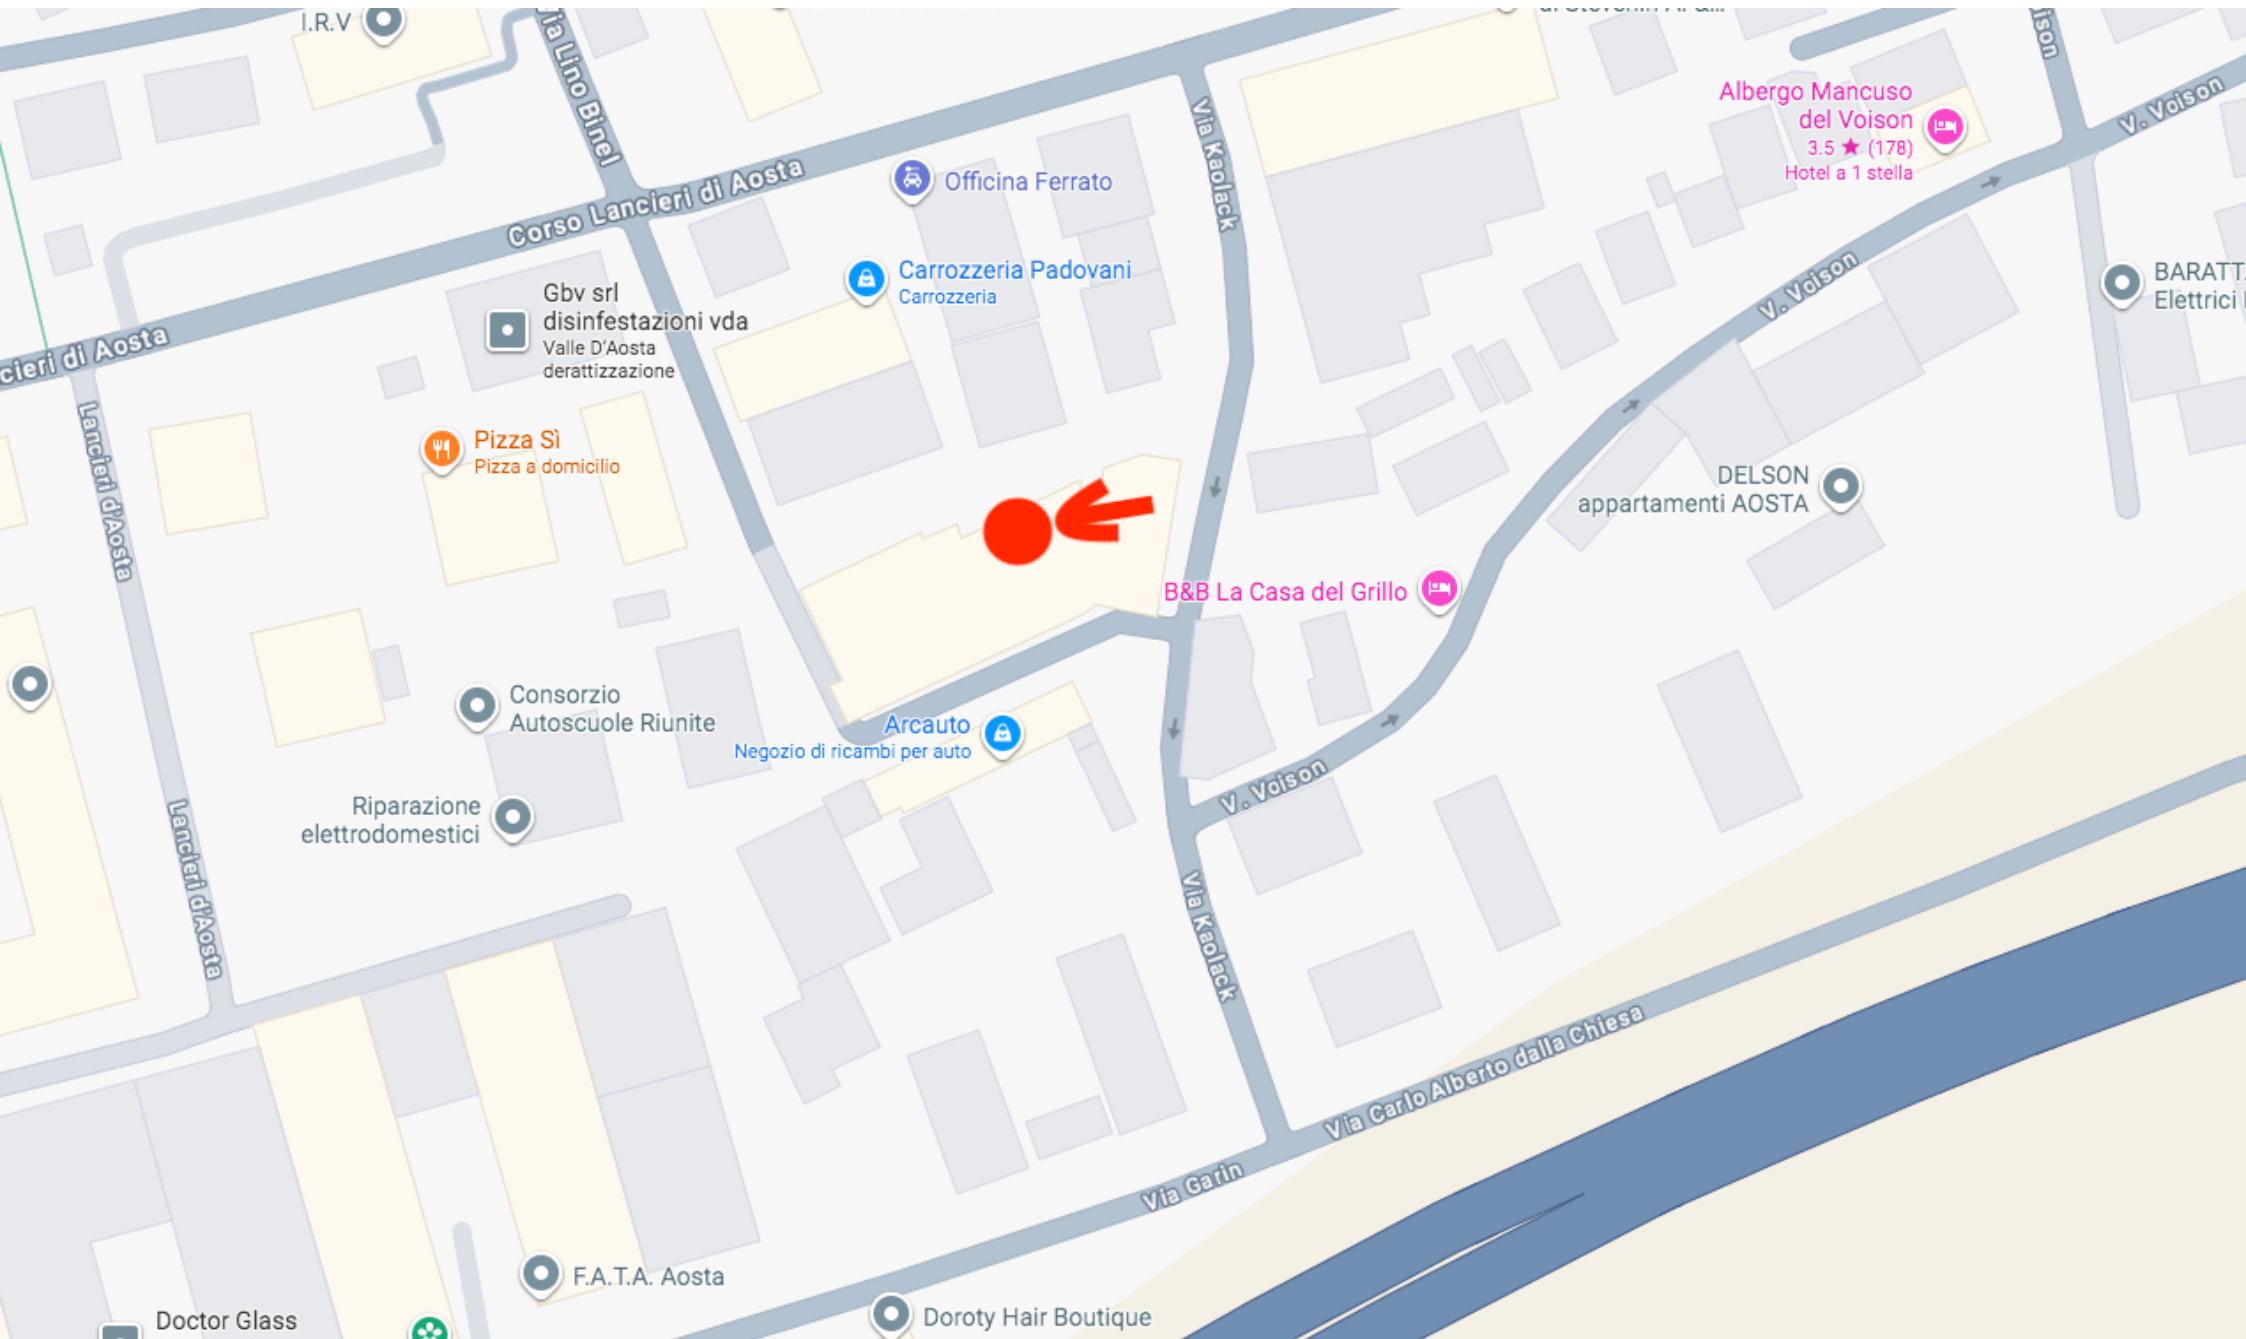 I.R.V
Via Lino Binel
Corso Lancieri di Aosta
cieri di Aosta
Via Kaolack
Albergo Mancuso
del Voison
3.5 ★ (178)
Hotel a 1 stella
V. Voison
Officina Ferrato
Carrozzeria Padovani
Carrozzeria
Gbv srl
disinfestazioni vda
Valle D'Aosta
derattizzazione
V. Voison
BARATT
Elettrici
Lancieri d'Aosta
Pizza Sì
Pizza a domicilio
DELSON
appartamenti AOSTA
B&B La Casa del Grillo
Consorzio
Autoscuole Riunite
Arcauto
Negozio di ricambi per auto
V. Voison
Riparazione
elettrodomestici
Lancieri d'Aosta
Via Kaolack
Via Carlo Alberto dalla Chiesa
Via Garin
F.A.T.A. Aosta
Doctor Glass
Doroty Hair Boutique